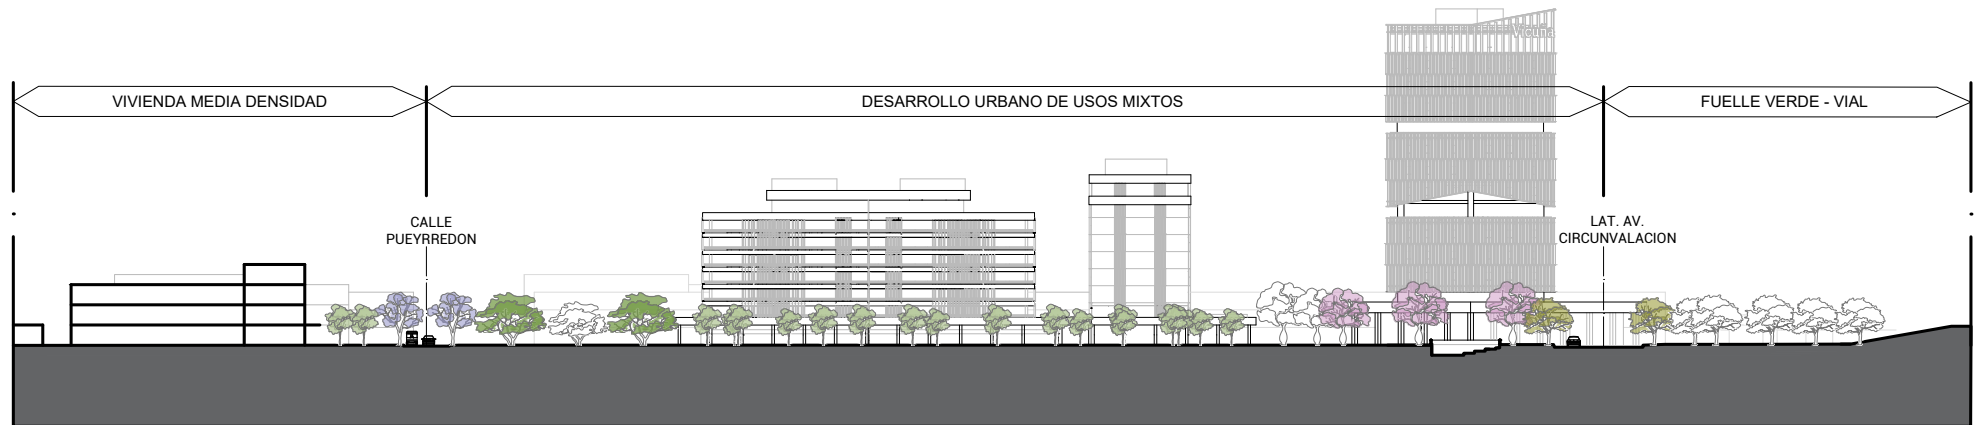 Vicuña
VIVIENDA MEDIA DENSIDAD
DESARROLLO URBANO DE USOS MIXTOS
FUELLE VERDE - VIAL
CALLE
PUEYRREDON
LAT. AV.
CIRCUNVALACION